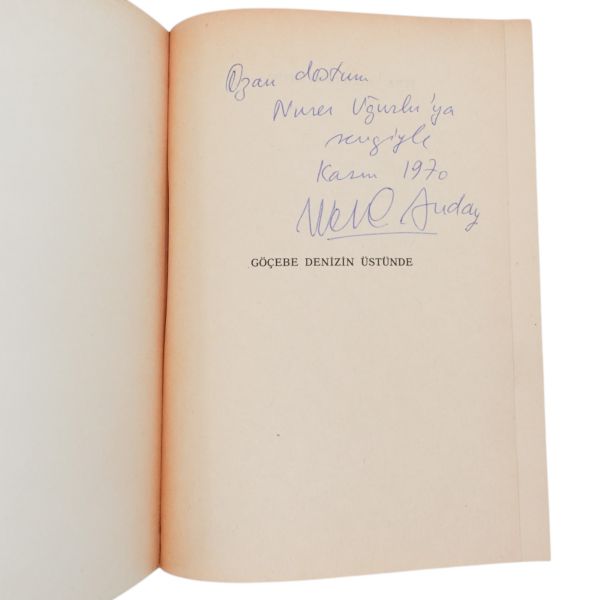 Ozan dostum
Nurer Uğurlu'ya
sevgiyle
Kasım 1970
Melih C. Anday
GÖÇEBE DENİZİN ÜSTÜNDE